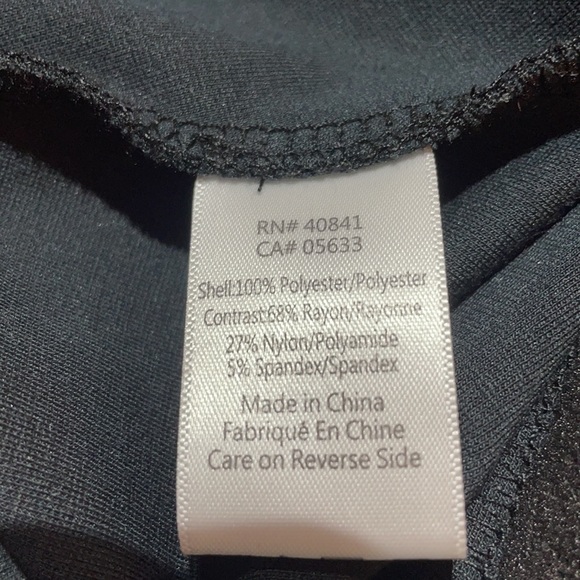 RN# 40841
CA# 05633
Shell:100% Polyester/Polyester
Contrast:68% Rayon/Rayonne
27% Nylon/Polyamide
5% Spandex/Spandex
Made in China
Fabriqué En Chine
Care on Reverse Side